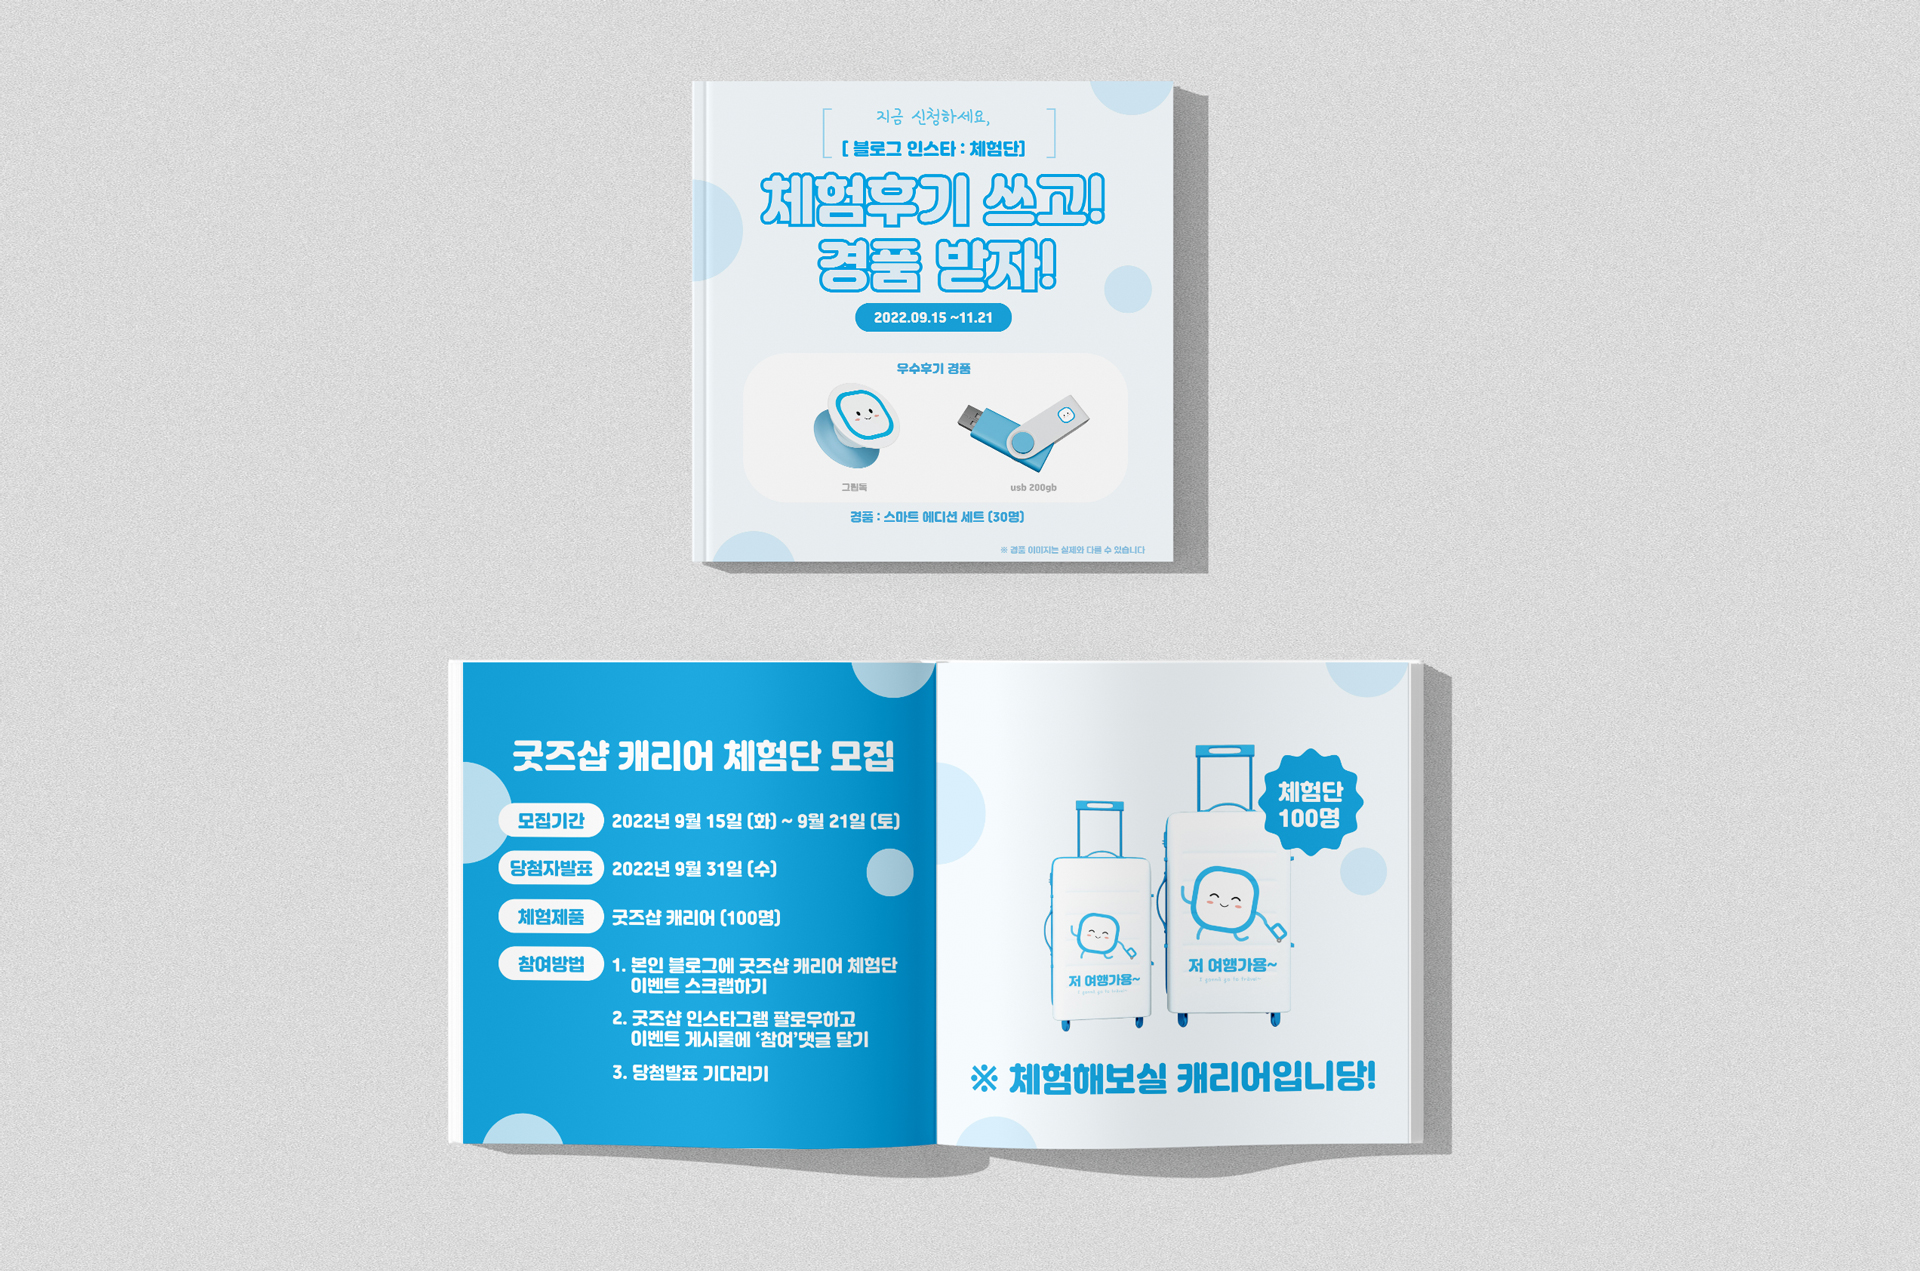 지금 신청하세요,
[ 블로그 인스타 : 체험단]
체험후기 쓰고!
경품 받자!
2022.09.15 ~11.21
우수후기 경품
그립톡
usb 200gb
경품 : 스마트 에디션 세트 (30명)
※ 경품 이미지는 실제와 다를 수 있습니다
굿즈샵 캐리어 체험단 모집
모집기간 2022년 9월 15일 (화) ~ 9월 21일 (토)
당첨자발표 2022년 9월 31일 (수)
체험제품 굿즈샵 캐리어 (100명)
참여방법 1. 본인 블로그에 굿즈샵 캐리어 체험단
이벤트 스크랩하기
2. 굿즈샵 인스타그램 팔로우하고
이벤트 게시물에 ‘참여’댓글 달기
3. 당첨발표 기다리기
체험단
100명
저 여행가용~
저 여행가용~
※ 체험해보실 캐리어입니당!